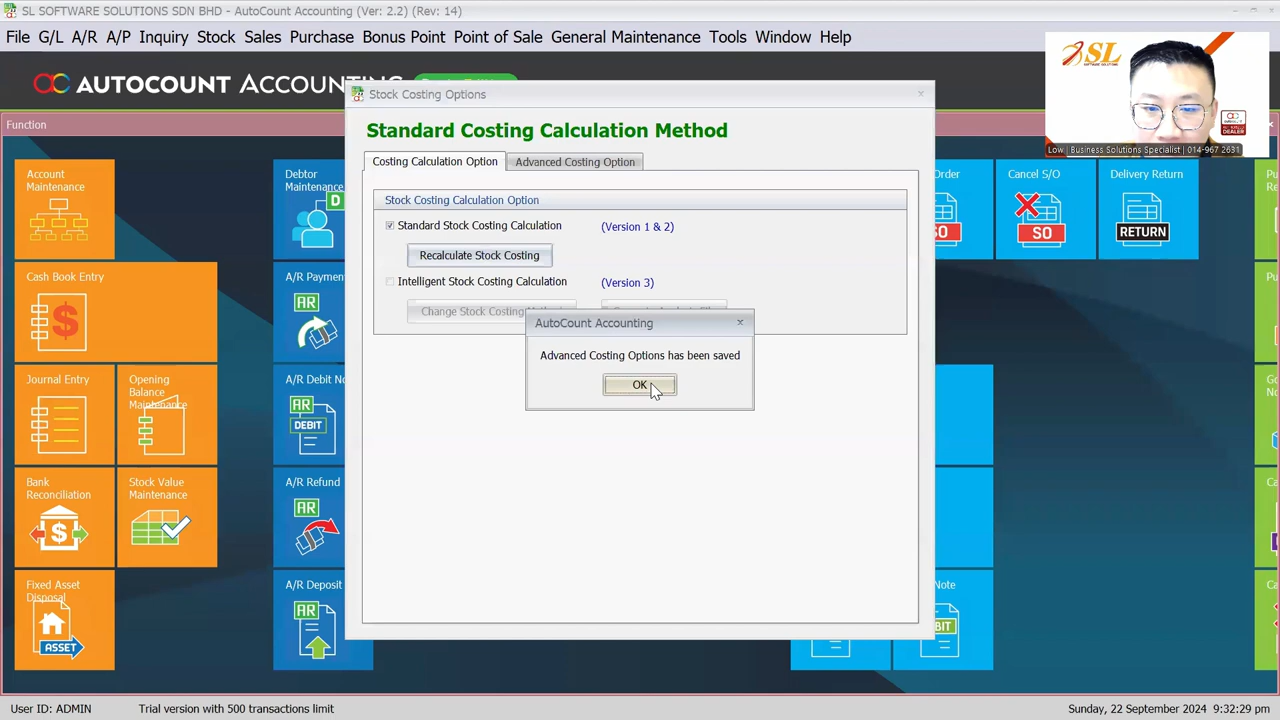 SL SOFTWARE SOLUTIONS SDN BHD - AutoCount Accounting (Ver: 2.2) (Rev: 14)
File G/L A/R A/P Inquiry Stock Sales Purchase Bonus Point Point of Sale General Maintenance Tools Window Help
SL
Low | Business Solutions Specialist | 014-967 2631
AUTOCOUNT ACCOUNTING
Function
Stock Costing Options
Standard Costing Calculation Method
Costing Calculation Option
Advanced Costing Option
Stock Costing Calculation Option
Standard Stock Costing Calculation
(Version 1 & 2)
Recalculate Stock Costing
Intelligent Stock Costing Calculation
(Version 3)
Change Stock Costing
AutoCount Accounting
Advanced Costing Options has been saved
OK
Account
Maintenance
Cash Book Entry
Journal Entry
Opening
Balance
Maintenance
Bank
Reconciliation
Stock Value
Maintenance
Fixed Asset
Disposal
ASSET
Debtor
Maintenance
D
A/R Payment
AR
A/R Debit
AR
DEBIT
A/R Refund
AR
A/R Deposit
AR
Order
SO
Cancel S/O
SO
Delivery Return
RETURN
Note
User ID: ADMIN
Trial version with 500 transactions limit
Sunday, 22 September 2024 9:32:29 pm